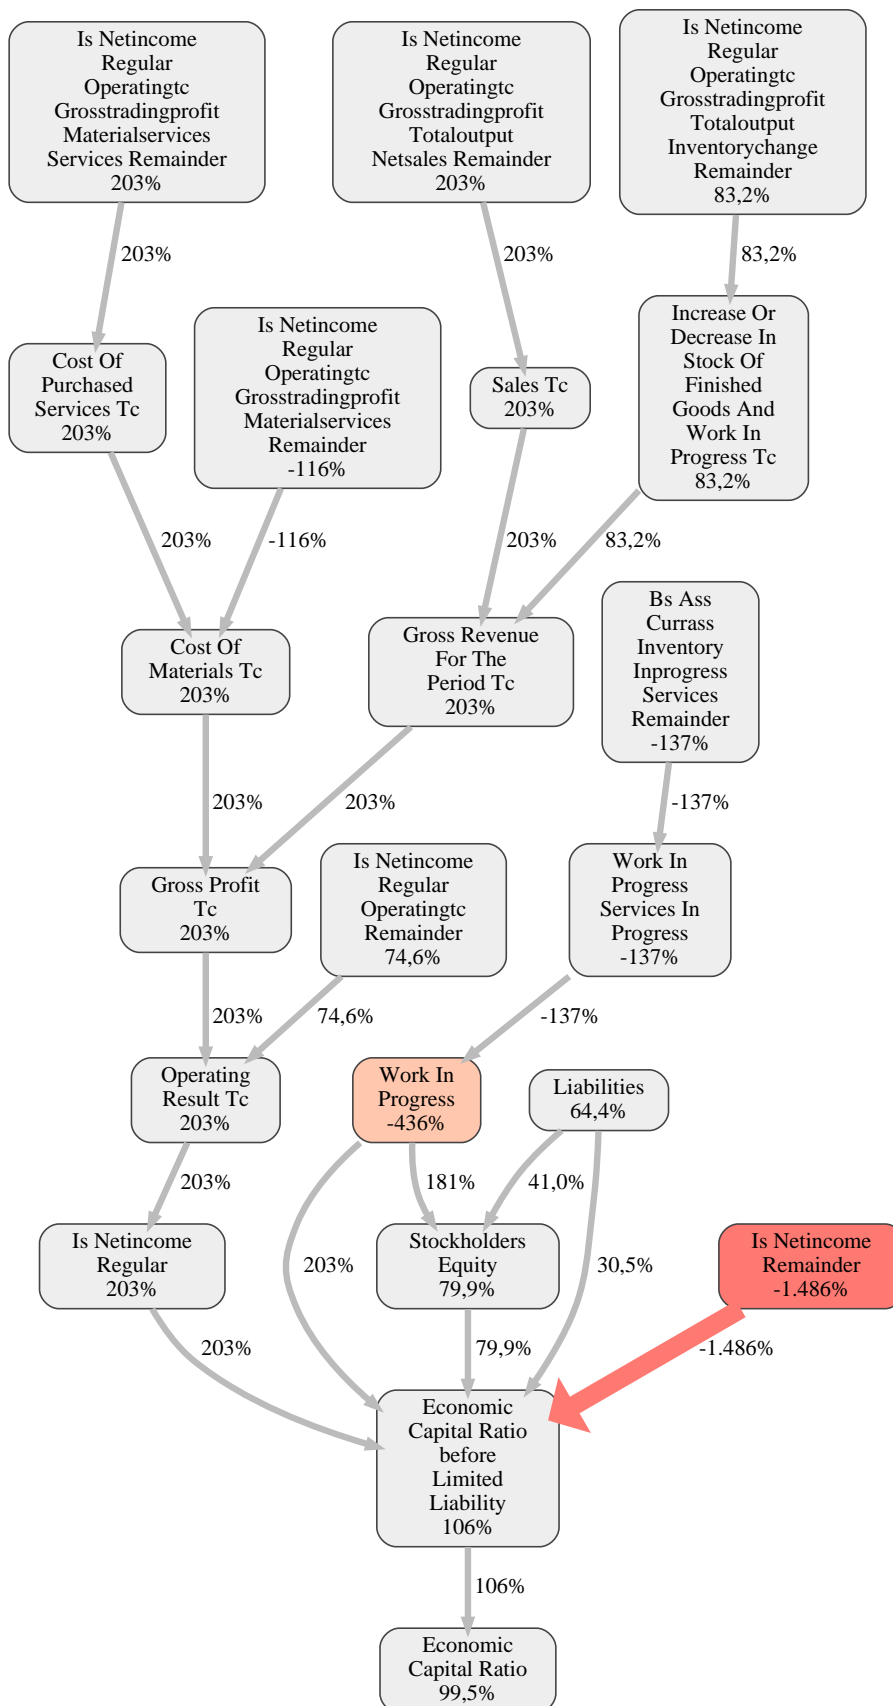 Is Netincome
Regular
Operatingtc
Grosstradingprofit
Materialservices
Services Remainder
203%
Is Netincome
Regular
Operatingtc
Grosstradingprofit
Totaloutput
Netsales Remainder
203%
Is Netincome
Regular
Operatingtc
Grosstradingprofit
Totaloutput
Inventorychange
Remainder
83,2%
203%
203%
83,2%
Cost Of
Purchased
Services Tc
203%
Is Netincome
Regular
Operatingtc
Grosstradingprofit
Materialservices
Remainder
-116%
Sales Tc
203%
Increase Or
Decrease In
Stock Of
Finished
Goods And
Work In
Progress Tc
83,2%
203%
-116%
203%
83,2%
Cost Of
Materials Tc
203%
Gross Revenue
For The
Period Tc
203%
Bs Ass
Currass
Inventory
Inprogress
Services
Remainder
-137%
203%
203%
-137%
Gross Profit
Tc
203%
Is Netincome
Regular
Operatingtc
Remainder
74,6%
Work In
Progress
Services In
Progress
-137%
203%
74,6%
-137%
Operating
Result Tc
203%
Work In
Progress
-436%
Liabilities
64,4%
203%
181%
41,0%
Is Netincome
Regular
203%
203%
Stockholders
Equity
79,9%
30,5%
Is Netincome
Remainder
-1.486%
203%
79,9%
-1.486%
Economic
Capital Ratio
before
Limited
Liability
106%
106%
Economic
Capital Ratio
99,5%